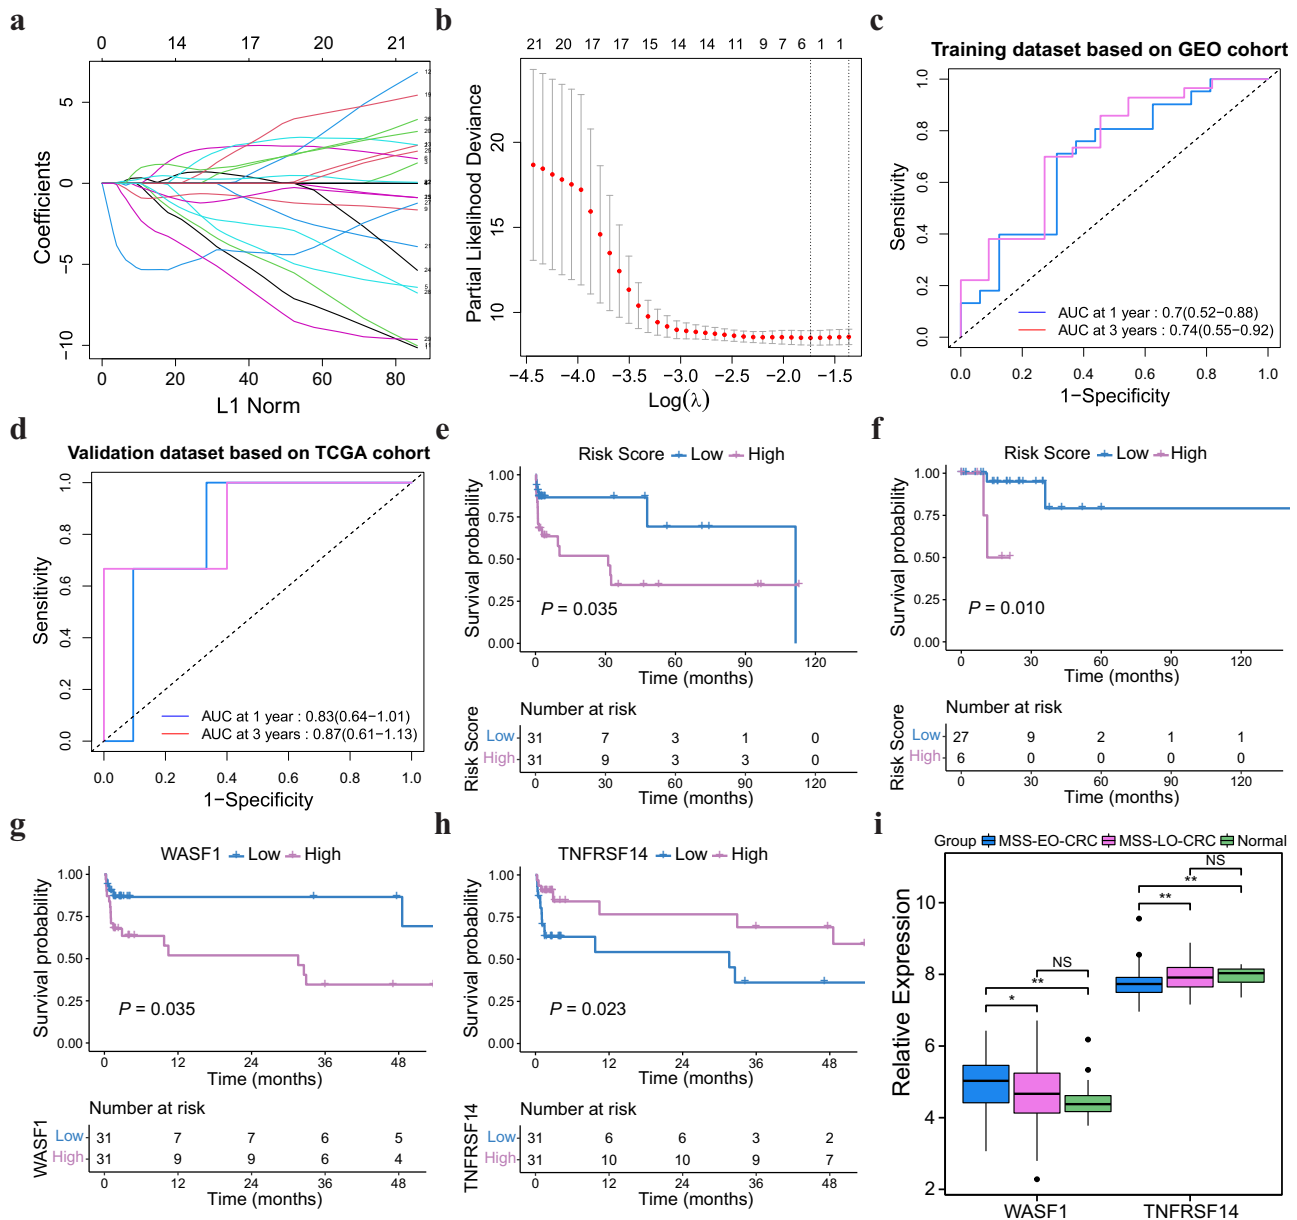 a
0 14 17 20 21
Coefficients
5
0
−5
−10
12
19
26
20
5
24
9
21
0 20 40 60 80
L1 Norm
b
21 20 17 17 15 14 14 11 9 7 6 1 1
Partial Likelihood Deviance
20
15
10
−4.5 −4.0 −3.5 −3.0 −2.5 −2.0 −1.5
Log(λ)
c
Training dataset based on GEO cohort
Sensitivity
1.0
0.8
0.6
0.4
0.2
0.0
AUC at 1 year : 0.7(0.52−0.88)
AUC at 3 years : 0.74(0.55−0.92)
0.0 0.2 0.4 0.6 0.8 1.0
1−Specificity
d
Validation dataset based on TCGA cohort
Sensitivity
1.0
0.8
0.6
0.4
0.2
0.0
AUC at 1 year : 0.83(0.64−1.01)
AUC at 3 years : 0.87(0.61−1.13)
0.0 0.2 0.4 0.6 0.8 1.0
1−Specificity
e
Risk Score Low High
Survival probability
1.00
0.75
0.50
0.25
0.00
P = 0.035
0 30 60 90 120
Time (months)
Number at risk
Risk Score
Low 31 7 3 1 0
High 31 9 3 3 0
0 30 60 90 120
Time (months)
f
Risk Score Low High
Survival probability
1.00
0.75
0.50
0.25
0.00
P = 0.010
0 30 60 90 120
Time (months)
Number at risk
Risk Score
Low 27 9 2 1 1
High 6 0 0 0 0
0 30 60 90 120
Time (months)
g
WASF1 Low High
Survival probability
1.00
0.75
0.50
0.25
0.00
P = 0.035
0 12 24 36 48
Time (months)
Number at risk
WASF1
Low 31 7 7 6 5
High 31 9 9 6 4
0 12 24 36 48
Time (months)
h
TNFRSF14 Low High
Survival probability
1.00
0.75
0.50
0.25
0.00
P = 0.023
0 12 24 36 48
Time (months)
Number at risk
TNFRSF14
Low 31 6 6 3 2
High 31 10 10 9 7
0 12 24 36 48
Time (months)
i
Group MSS-EO-CRC MSS-LO-CRC Normal
Relative Expression
10
8
6
4
2
NS
**
**
NS
**
*
WASF1 TNFRSF14